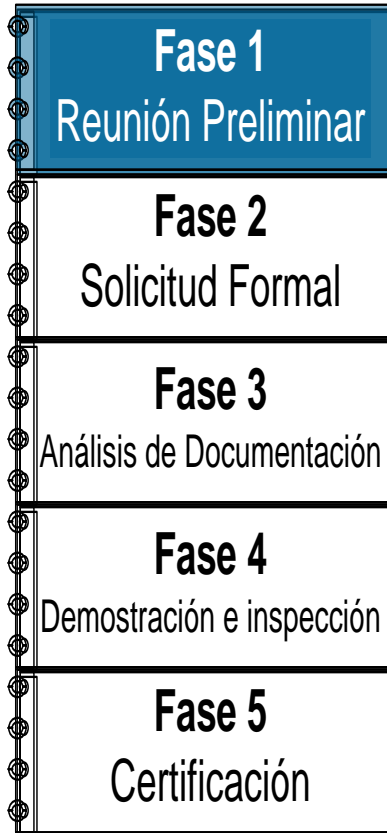 Fase 1
Reunión Preliminar
Fase 2
Solicitud Formal
Fase 3
Análisis de Documentación
Fase 4
Demostración e inspección
Fase 5
Certificación